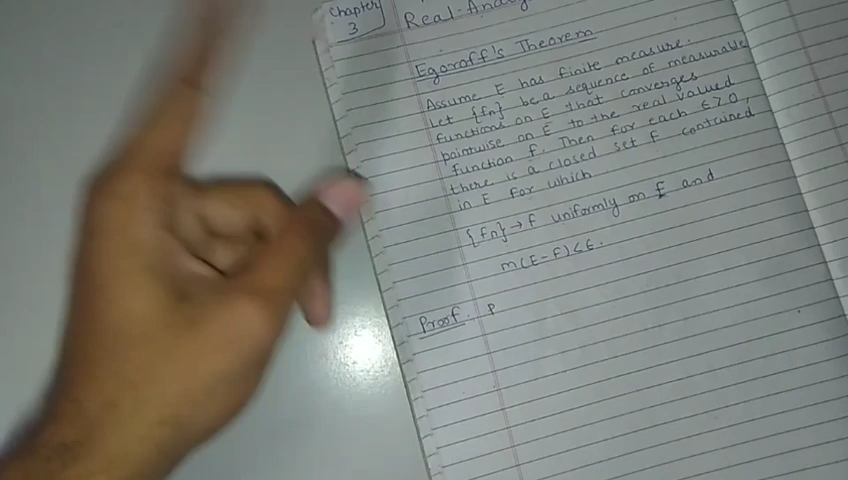 Chapter
3
Real-Analy
Egoroff's Theorem
Assume E has finite measure.
Let {fn} be a sequence of measurable
functions on E that converges
pointwise on E to the real valued
function f. Then for each ε>0,
there is a closed set F contained
in E for which
{fn}→f uniformly on F and
m(E-F)<ε.
Proof. P